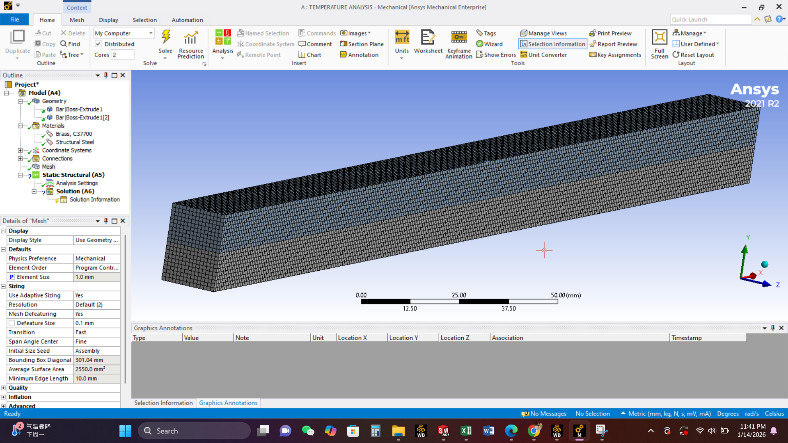 A : TEMPERATURE ANALYSIS - Mechanical [Ansys Mechanical Enterprise]
Context
File Home Mesh Display Selection Automation
Quick Launch
Duplicate
Cut
Copy
Paste
Delete
Find
Tree
Outline
My Computer
Distributed
Cores 2
Solve
Resource Prediction
Solve
Analysis
Named Selection
Coordinate System
Remote Point
Commands
Comment
Chart
Images
Section Plane
Annotation
Insert
Units
Worksheet
Keyframe Animation
Tags
Wizard
Show Errors
Manage Views
Selection Information
Unit Converter
Print Preview
Report Preview
Key Assignments
Tools
Full Screen
Manage
User Defined
Reset Layout
Layout
Outline
Project*
Model (A4)
Geometry
Bar|Boss-Extrude1
Bar|Boss-Extrude1[2]
Materials
Brass, C37700
Structural Steel
Coordinate Systems
Connections
Mesh
Static Structural (A5)
Analysis Settings
Solution (A6)
Solution Information
Details of "Mesh"
Display
Display Style Use Geometry ...
Defaults
Physics Preference Mechanical
Element Order Program Contr...
P Element Size 1.0 mm
Sizing
Use Adaptive Sizing Yes
Resolution Default (2)
Mesh Defeaturing Yes
Defeature Size 0.1 mm
Transition Fast
Span Angle Center Fine
Initial Size Seed Assembly
Bounding Box Diagonal 301.04 mm
Average Surface Area 2550.0 mm²
Minimum Edge Length 10.0 mm
Quality
Inflation
Advanced
Ansys
2021 R2
0.00 25.00 50.00 (mm)
12.50 37.50
Y
X
Z
Graphics Annotations
Type Value Note Unit Location X Location Y Location Z Association Timestamp
Selection Information Graphics Annotations
Ready
No Messages No Selection Metric (mm, kg, N, s, mV, mA) Degrees rad/s Celsius
2
Search
11:41 PM
1/14/2026